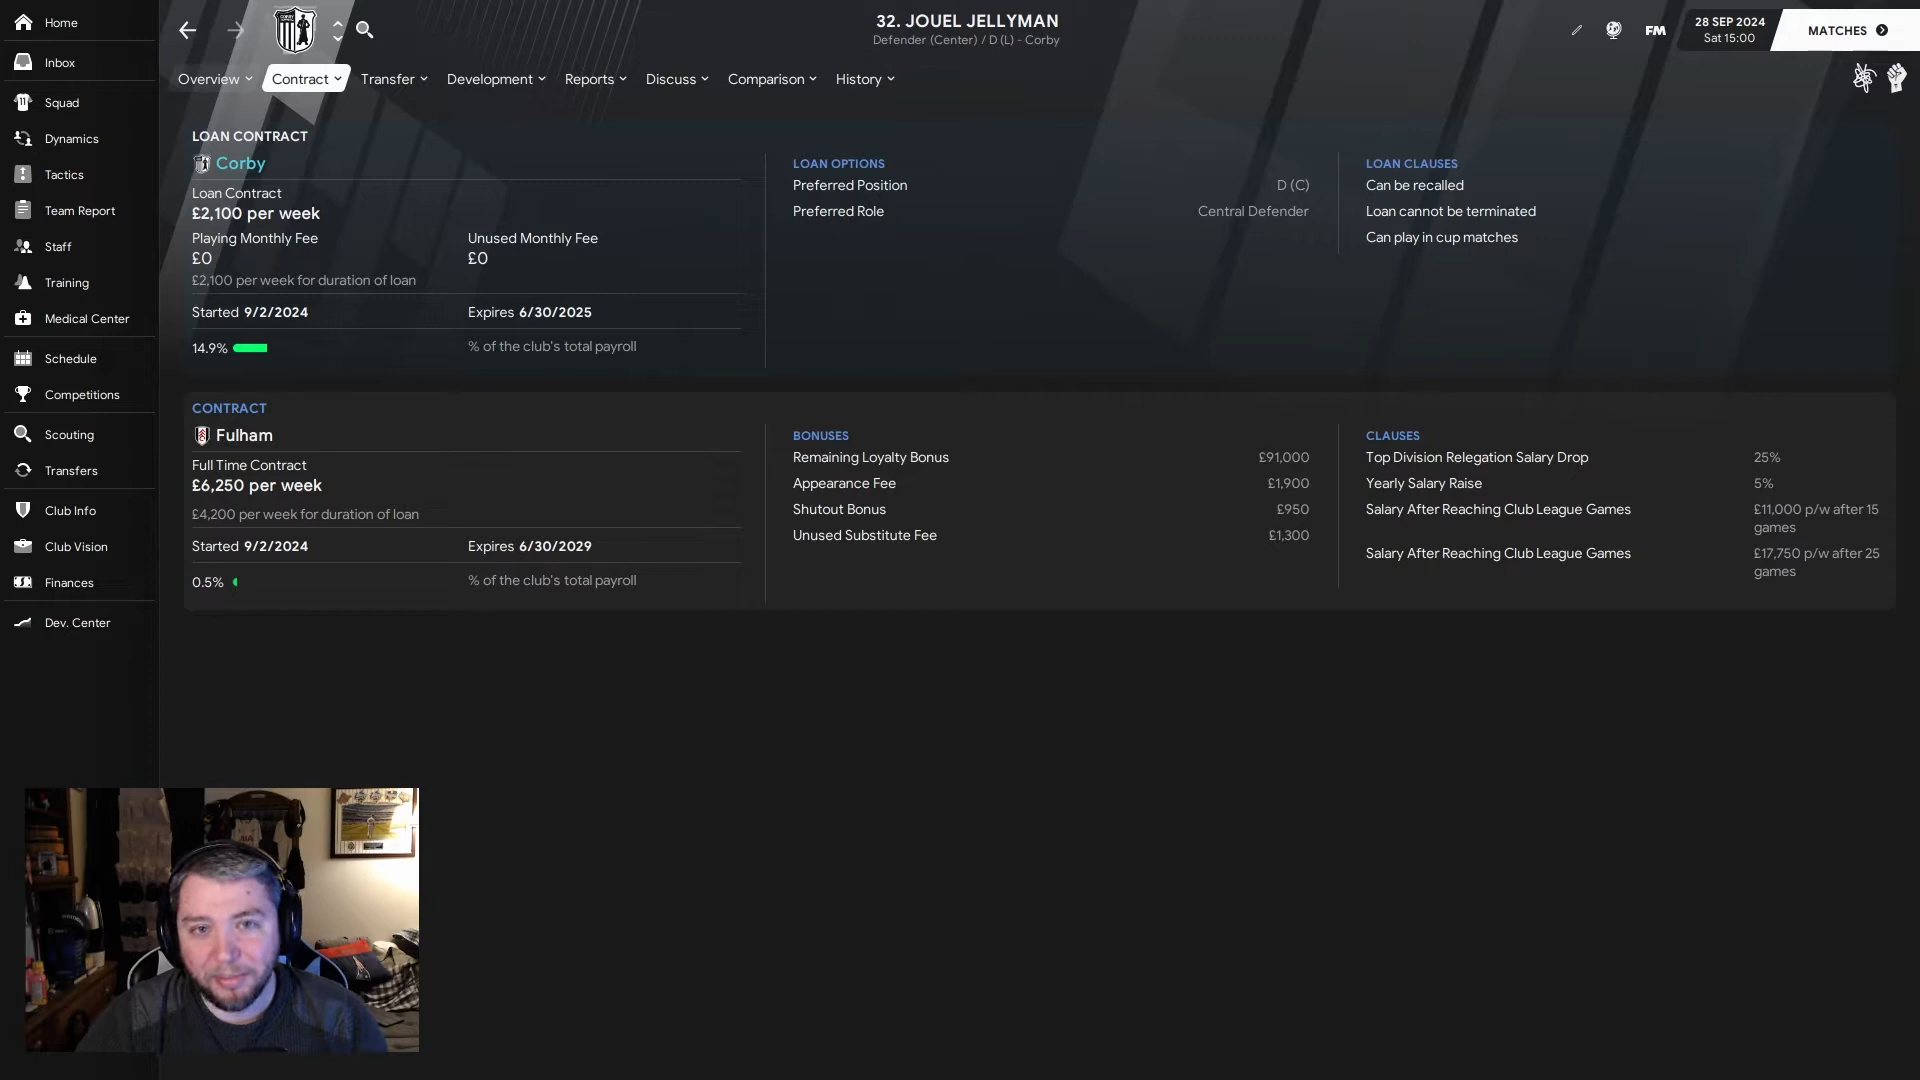 Home
Inbox
Squad
Dynamics
Tactics
Team Report
Staff
Training
Medical Center
Schedule
Competitions
Scouting
Transfers
Club Info
Club Vision
Finances
Dev. Center
32. JOUEL JELLYMAN
Defender (Center) / D (L) - Corby
FM
28 SEP 2024
Sat 15:00
MATCHES
Overview
Contract
Transfer
Development
Reports
Discuss
Comparison
History
LOAN CONTRACT
Corby
Loan Contract
£2,100 per week
Playing Monthly Fee
Unused Monthly Fee
£0
£0
£2,100 per week for duration of loan
Started 9/2/2024
Expires 6/30/2025
14.9%
% of the club's total payroll
LOAN OPTIONS
Preferred Position
D (C)
Preferred Role
Central Defender
LOAN CLAUSES
Can be recalled
Loan cannot be terminated
Can play in cup matches
CONTRACT
Fulham
Full Time Contract
£6,250 per week
£4,200 per week for duration of loan
Started 9/2/2024
Expires 6/30/2029
0.5%
% of the club's total payroll
BONUSES
Remaining Loyalty Bonus
£91,000
Appearance Fee
£1,900
Shutout Bonus
£950
Unused Substitute Fee
£1,300
CLAUSES
Top Division Relegation Salary Drop
25%
Yearly Salary Raise
5%
Salary After Reaching Club League Games
£11,000 p/w after 15
games
Salary After Reaching Club League Games
£17,750 p/w after 25
games